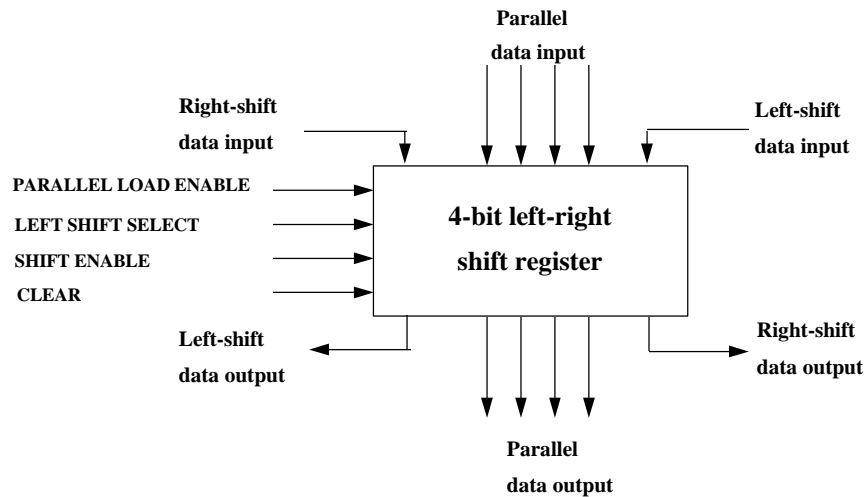 Parallel
data input
Right-shift
data input
Left-shift
data input
PARALLEL LOAD ENABLE
LEFT SHIFT SELECT
SHIFT ENABLE
CLEAR
4-bit left-right
shift register
Left-shift
data output
Right-shift
data output
Parallel
data output